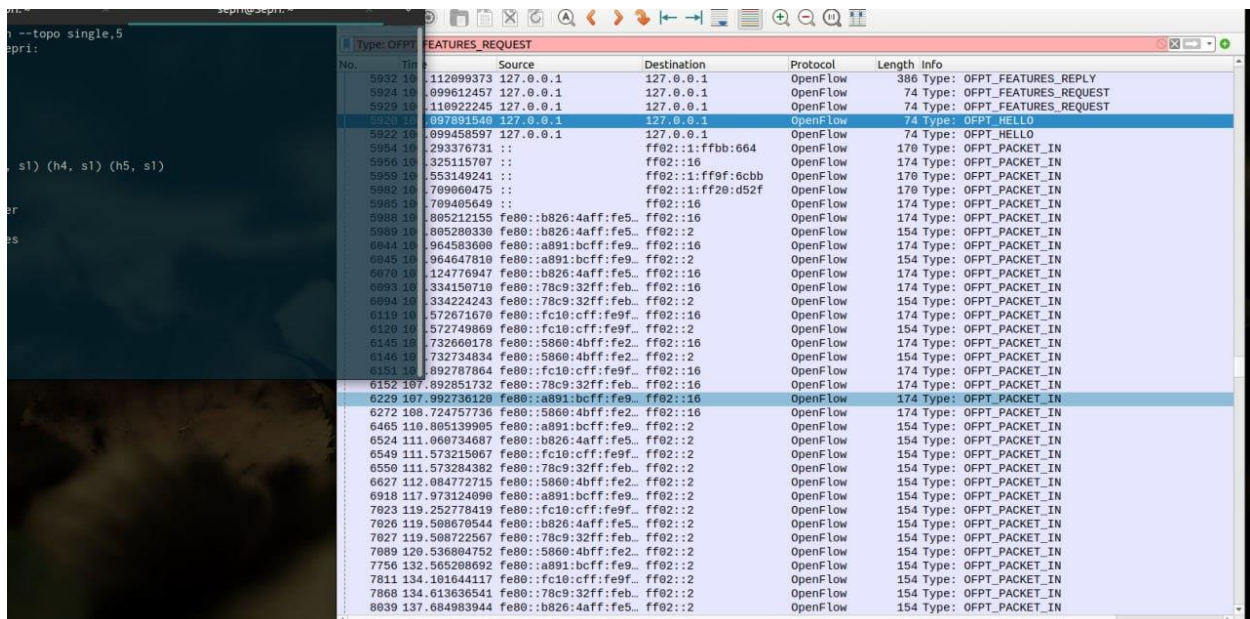 sepri@Sepri: ~
n --topo single,5
epri:
, s1) (h4, s1) (h5, s1)
er
es
Type: OFPT_FEATURES_REQUEST
No. Time Source Destination Protocol Length Info
5932 10 .112099373 127.0.0.1 127.0.0.1 OpenFlow 386 Type: OFPT_FEATURES_REPLY
5924 10 .099612457 127.0.0.1 127.0.0.1 OpenFlow 74 Type: OFPT_FEATURES_REQUEST
5929 10 .110922245 127.0.0.1 127.0.0.1 OpenFlow 74 Type: OFPT_FEATURES_REQUEST
5920 10 .097891540 127.0.0.1 127.0.0.1 OpenFlow 74 Type: OFPT_HELLO
5922 10 .099458597 127.0.0.1 127.0.0.1 OpenFlow 74 Type: OFPT_HELLO
5954 10 .293376731 :: ff02::1:ffbb:664 OpenFlow 170 Type: OFPT_PACKET_IN
5956 10 .325115707 :: ff02::16 OpenFlow 174 Type: OFPT_PACKET_IN
5959 10 .553149241 :: ff02::1:ff9f:6cbb OpenFlow 170 Type: OFPT_PACKET_IN
5982 10 .709060475 :: ff02::1:ff20:d52f OpenFlow 170 Type: OFPT_PACKET_IN
5985 10 .709405649 :: ff02::16 OpenFlow 174 Type: OFPT_PACKET_IN
5988 10 .805212155 fe80::b826:4aff:fe5… ff02::16 OpenFlow 174 Type: OFPT_PACKET_IN
5989 10 .805280330 fe80::b826:4aff:fe5… ff02::2 OpenFlow 154 Type: OFPT_PACKET_IN
6044 10 .964583600 fe80::a891:bcff:fe9… ff02::16 OpenFlow 174 Type: OFPT_PACKET_IN
6045 10 .964647810 fe80::a891:bcff:fe9… ff02::2 OpenFlow 154 Type: OFPT_PACKET_IN
6070 10 .124776947 fe80::b826:4aff:fe5… ff02::16 OpenFlow 174 Type: OFPT_PACKET_IN
6093 10 .334150710 fe80::78c9:32ff:feb… ff02::16 OpenFlow 174 Type: OFPT_PACKET_IN
6094 10 .334224243 fe80::78c9:32ff:feb… ff02::2 OpenFlow 154 Type: OFPT_PACKET_IN
6119 10 .572671670 fe80::fc10:cff:fe9f… ff02::16 OpenFlow 174 Type: OFPT_PACKET_IN
6120 10 .572749869 fe80::fc10:cff:fe9f… ff02::2 OpenFlow 154 Type: OFPT_PACKET_IN
6145 10 .732660178 fe80::5860:4bff:fe2… ff02::16 OpenFlow 174 Type: OFPT_PACKET_IN
6146 10 .732734834 fe80::5860:4bff:fe2… ff02::2 OpenFlow 154 Type: OFPT_PACKET_IN
6151 10 .892787864 fe80::fc10:cff:fe9f… ff02::16 OpenFlow 174 Type: OFPT_PACKET_IN
6152 107.892851732 fe80::78c9:32ff:feb… ff02::16 OpenFlow 174 Type: OFPT_PACKET_IN
6229 107.992736120 fe80::a891:bcff:fe9… ff02::16 OpenFlow 174 Type: OFPT_PACKET_IN
6272 108.724757736 fe80::5860:4bff:fe2… ff02::16 OpenFlow 174 Type: OFPT_PACKET_IN
6465 110.805139905 fe80::a891:bcff:fe9… ff02::2 OpenFlow 154 Type: OFPT_PACKET_IN
6524 111.060734687 fe80::b826:4aff:fe5… ff02::2 OpenFlow 154 Type: OFPT_PACKET_IN
6549 111.573215067 fe80::fc10:cff:fe9f… ff02::2 OpenFlow 154 Type: OFPT_PACKET_IN
6550 111.573284382 fe80::78c9:32ff:feb… ff02::2 OpenFlow 154 Type: OFPT_PACKET_IN
6627 112.084772715 fe80::5860:4bff:fe2… ff02::2 OpenFlow 154 Type: OFPT_PACKET_IN
6918 117.973124090 fe80::a891:bcff:fe9… ff02::2 OpenFlow 154 Type: OFPT_PACKET_IN
7023 119.252778419 fe80::fc10:cff:fe9f… ff02::2 OpenFlow 154 Type: OFPT_PACKET_IN
7026 119.508670544 fe80::b826:4aff:fe5… ff02::2 OpenFlow 154 Type: OFPT_PACKET_IN
7027 119.508722567 fe80::78c9:32ff:feb… ff02::2 OpenFlow 154 Type: OFPT_PACKET_IN
7089 120.536804752 fe80::5860:4bff:fe2… ff02::2 OpenFlow 154 Type: OFPT_PACKET_IN
7756 132.565208692 fe80::a891:bcff:fe9… ff02::2 OpenFlow 154 Type: OFPT_PACKET_IN
7811 134.101644117 fe80::fc10:cff:fe9f… ff02::2 OpenFlow 154 Type: OFPT_PACKET_IN
7868 134.613636541 fe80::78c9:32ff:feb… ff02::2 OpenFlow 154 Type: OFPT_PACKET_IN
8039 137.684983944 fe80::b826:4aff:fe5… ff02::2 OpenFlow 154 Type: OFPT_PACKET_IN